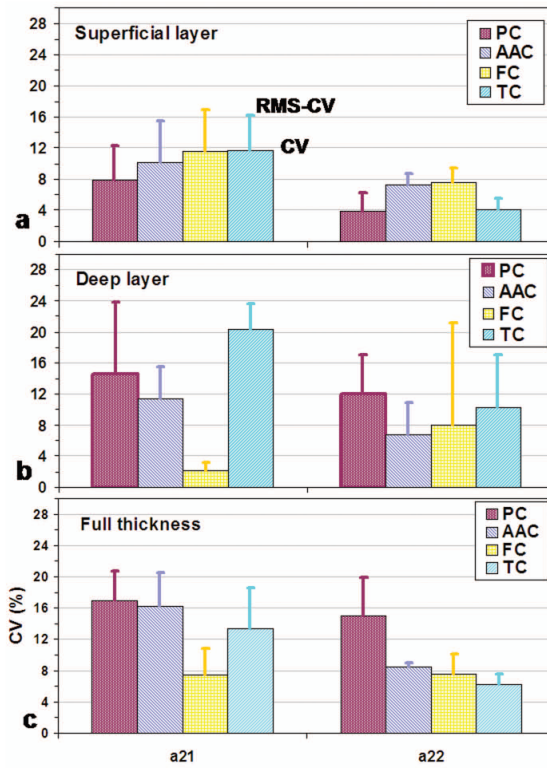 28
24
20
16
12
8
4
0
Superficial layer
PC
AAC
FC
TC
RMS-CV
CV
a
28
24
20
16
12
8
4
0
Deep layer
PC
AAC
FC
TC
b
28
24
20
16
12
8
4
0
CV (%)
Full thickness
PC
AAC
FC
TC
c
a21 a22